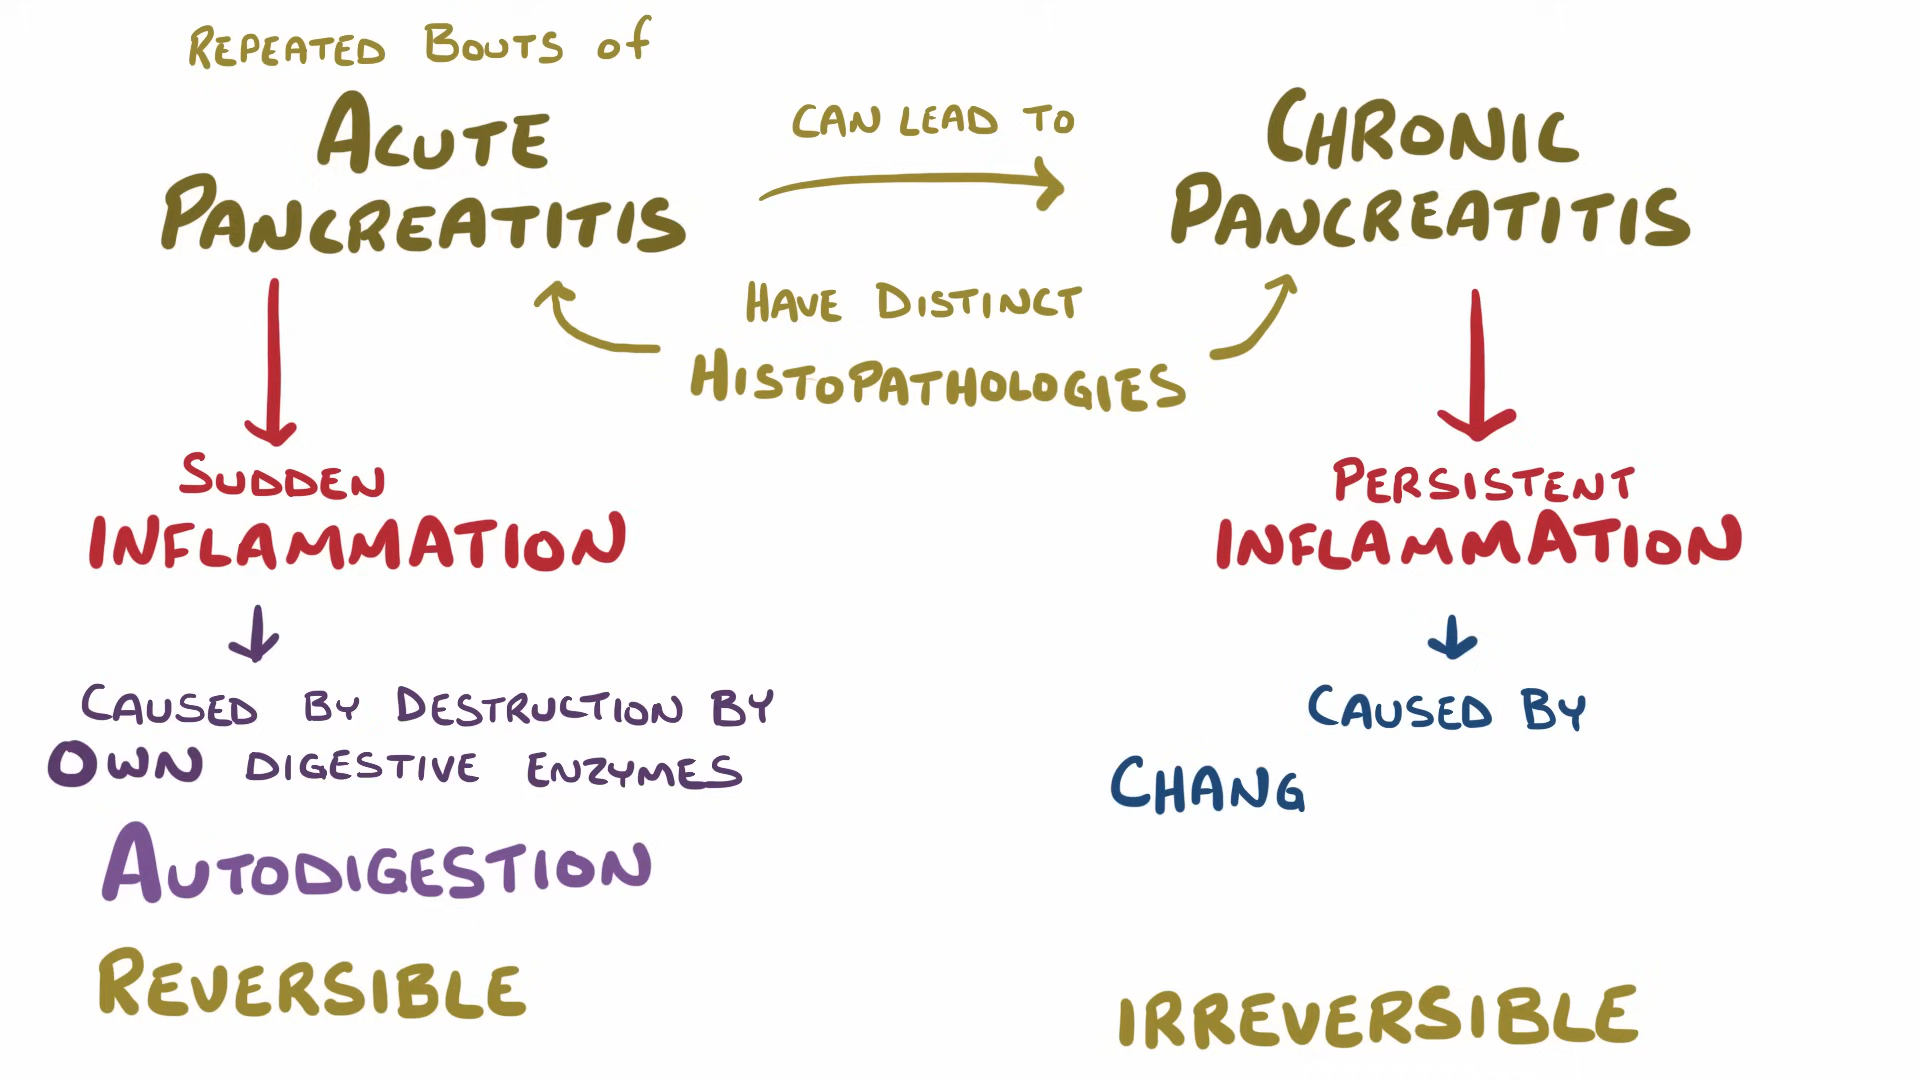 REPEATED BOUTS of
ACUTE
PANCREATITIS
CAN LEAD TO
CHRONIC
PANCREATITIS
HAVE DISTINCT
HISTOPATHOLOGIES
SUDDEN
INFLAMMATION
CAUSED BY DESTRUCTION BY
OWN DIGESTIVE ENZYMES
AUTODIGESTION
REVERSIBLE
PERSISTENT
INFLAMMATION
CAUSED BY
CHANG
IRREVERSIBLE